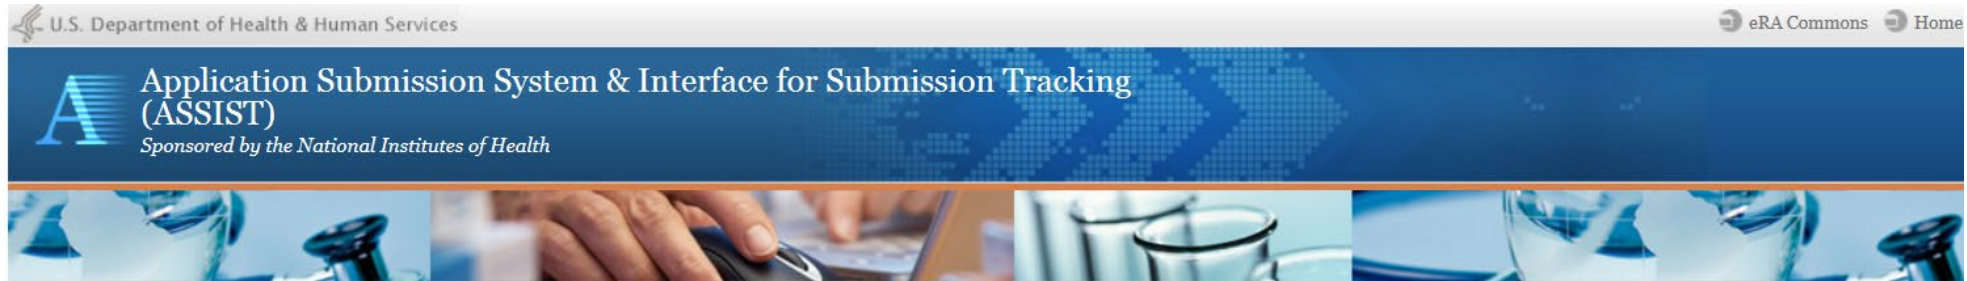 U.S. Department of Health & Human Services
eRA Commons Home
A
Application Submission System & Interface for Submission Tracking
(ASSIST)
Sponsored by the National Institutes of Health